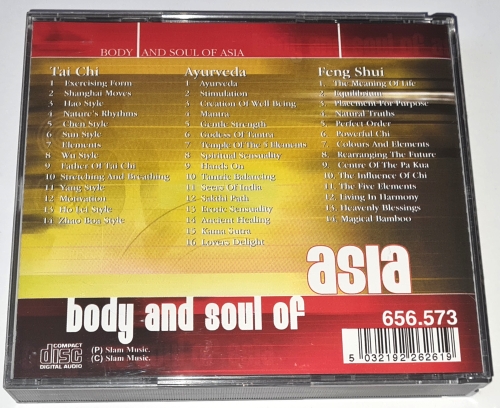 BODY AND SOUL OF ASIA
Tai Chi
1 Exercising Form
2 Shanghai Moves
3 Hao Style
4 Nature's Rhythms
5 Chen Style
6 Sun Style
7 Elements
8 Wu Style
9 Father Of Tai Chi
10 Stretching And Breathing
11 Yang Style
12 Motivation
13 Ho Lei Style
14 Zhao Boa Style
Ayurveda
1 Ayurveda
2 Stimulation
3 Creation Of Well Being
4 Mantra
5 Gentle Strength
6 Godess Of Tantra
7 Temple Of The 5 Elements
8 Spiritual Sensuality
9 Hands On
10 Tantric Balancing
11 Seers Of India
12 Sakthi Path
13 Erotic Sensuality
14 Ancient Healing
15 Kama Sutra
16 Lovers Delight
Feng Shui
1. The Meaning Of Life
2. Equilibrium
3. Placement For Purpose
4. Natural Truths
5 Perfect Order
6 Powerful Chi
7 Colours And Elements
8 Rearranging The Future
9 Centre Of The Pa Kua
10 The Influence Of Chi
11 The Five Elements
12 Living In Harmony
13 Heavenly Blessings
14 Magical Bamboo
asia
body and soul of
656.573
5 032192 262619
COMPACT
disc
DIGITAL AUDIO
(P) Slam Music.
(C) Slam Music.